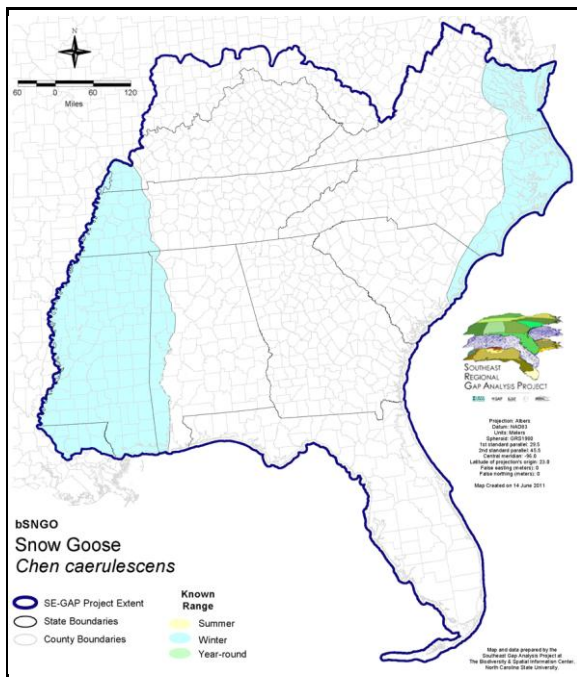 N
60 30 0 60 120
Miles
SOUTHEAST
REGIONAL
GAP ANALYSIS PROJECT
Projection: Albers
Datum: NAD83
Units: Meters
Spheroid: GRS1980
1st standard parallel: 29.5
2nd standard parallel: 45.5
Central meridian: -96.0
Latitude of projection's origin: 23.0
False easting (meters): 0
False northing (meters): 0
Map Created on 14 June 2011
bSNGO
Snow Goose
Chen caerulescens
SE-GAP Project Extent
State Boundaries
County Boundaries
Known
Range
Summer
Winter
Year-round
Map and data prepared by the
Southeast Gap Analysis Project at
The Biodiversity & Spatial Information Center,
North Carolina State University.